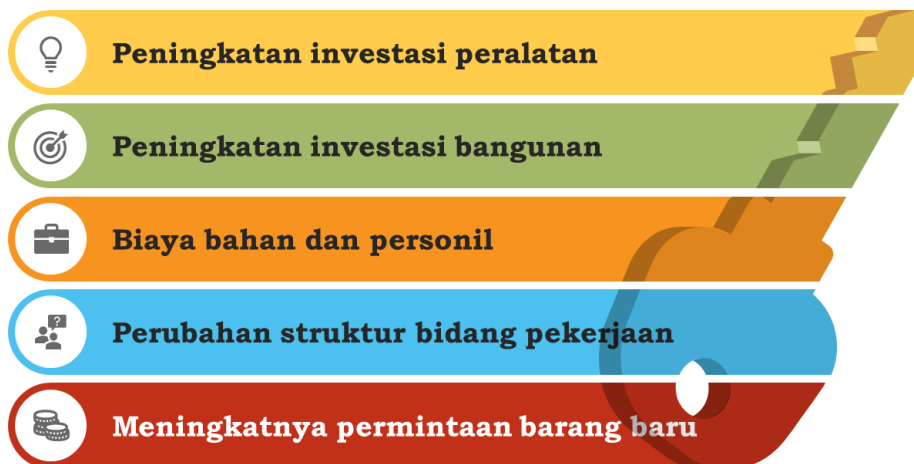 Peningkatan investasi peralatan
Peningkatan investasi bangunan
Biaya bahan dan personil
?
Perubahan struktur bidang pekerjaan
Meningkatnya permintaan barang baru